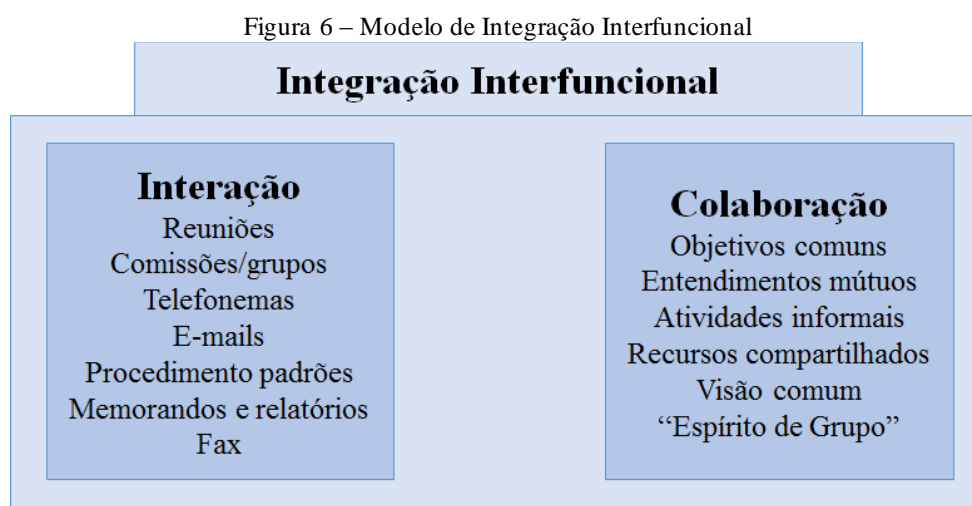 Figura 6 – Modelo de Integração Interfuncional
Integração Interfuncional
Interação
Reuniões
Comissões/grupos
Telefonemas
E-mails
Procedimento padrões
Memorandos e relatórios
Fax
Colaboração
Objetivos comuns
Entendimentos mútuos
Atividades informais
Recursos compartilhados
Visão comum
“Espírito de Grupo”